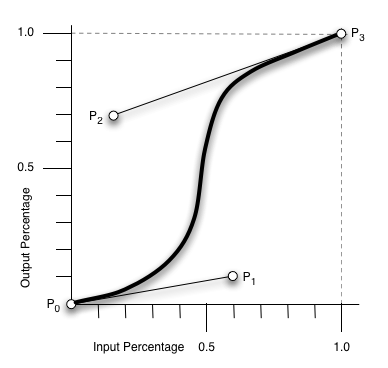 1.0
P3
P2
0.5
Output Percentage
P1
P0
Input Percentage 0.5 1.0